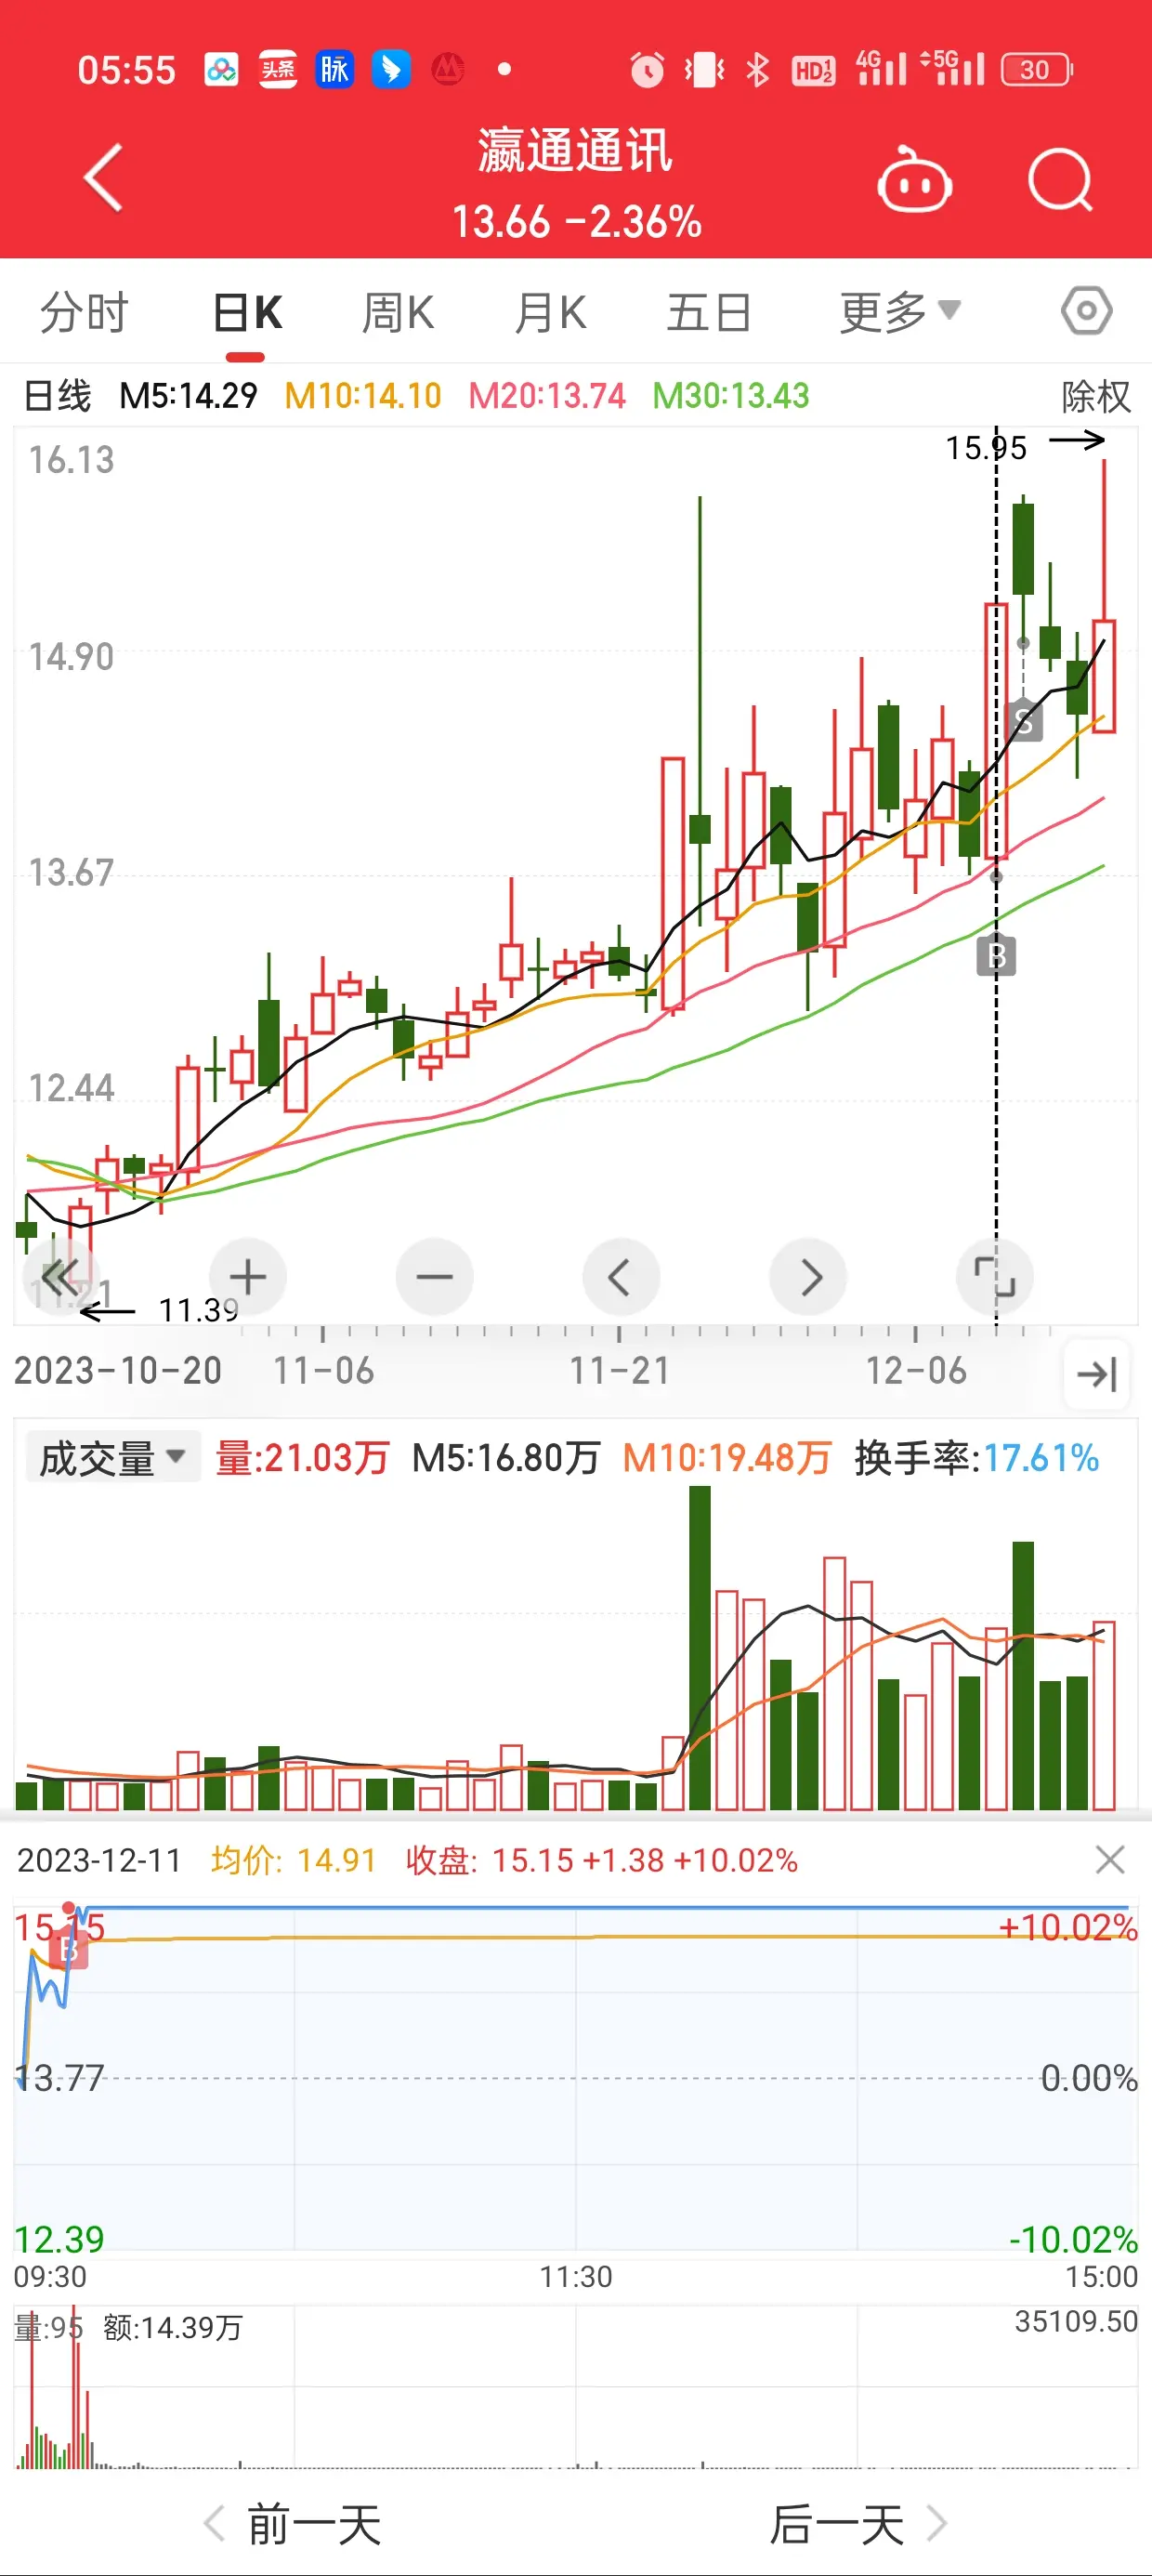 05:55 头条 脉 HD 1 2 4G 5G 30
瀛通通讯
13.66 -2.36%
分时 日K 周K 月K 五日 更多
日线 M5:14.29 M10:14.10 M20:13.74 M30:13.43 除权
15.95
16.13
14.90
S
13.67
B
12.44
11.21
11.39
2023-10-20 11-06 11-21 12-06
成交量 量:21.03万 M5:16.80万 M10:19.48万 换手率:17.61%
2023-12-11 均价: 14.91 收盘: 15.15 +1.38 +10.02%
15.15 +10.02%
B
13.77 0.00%
12.39 -10.02%
09:30 11:30 15:00
量:95 额:14.39万 35109.50
前一天 后一天